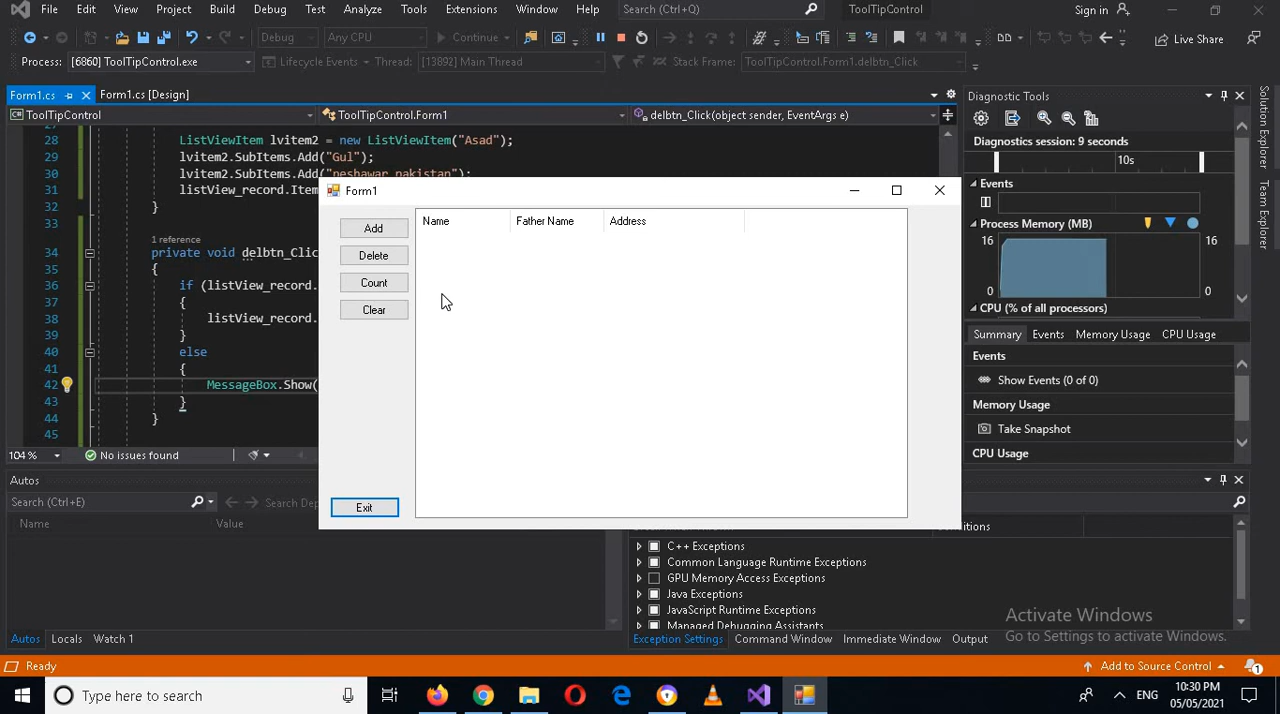 File Edit View Project Build Debug Test Analyze Tools Extensions Window Help Search (Ctrl+Q) ToolTipControl Sign in
Debug Any CPU Continue Live Share
Process: [6860] ToolTipControl.exe Lifecycle Events Thread: [13892] Main Thread Stack Frame: ToolTipControl.Form1.delbtn_Click
Form1.cs Form1.cs [Design]
ToolTipControl ToolTipControl.Form1 delbtn_Click(object sender, EventArgs e)
27
28 ListViewItem lvitem2 = new ListViewItem("Asad");
29 lvitem2.SubItems.Add("Gul");
30 lvitem2.SubItems.Add("peshawar pakistan");
31 listView_record.Item
32 }
33
1 reference
34 private void delbtn_Clic
35 {
36 if (listView_record.
37 {
38 listView_record.
39 }
40 else
41 {
42 MessageBox.Show(
43 }
44 }
45
104 % No issues found
Form1
Add
Delete
Count
Clear
Exit
Name Father Name Address
Diagnostic Tools
Diagnostics session: 9 seconds
10s
Events
Process Memory (MB)
16 16
0 0
CPU (% of all processors)
Summary Events Memory Usage CPU Usage
Events
Show Events (0 of 0)
Memory Usage
Take Snapshot
CPU Usage
Solution Explorer
Team Explorer
Autos
Search (Ctrl+E) Search Dep
Name Value
Autos Locals Watch 1
onditions
C++ Exceptions
Common Language Runtime Exceptions
GPU Memory Access Exceptions
Java Exceptions
JavaScript Runtime Exceptions
Managed Debugging Assistants
Exception Settings Command Window Immediate Window Output
Activate Windows
Go to Settings to activate Windows.
Ready Add to Source Control 1
Type here to search ENG 10:30 PM
05/05/2021